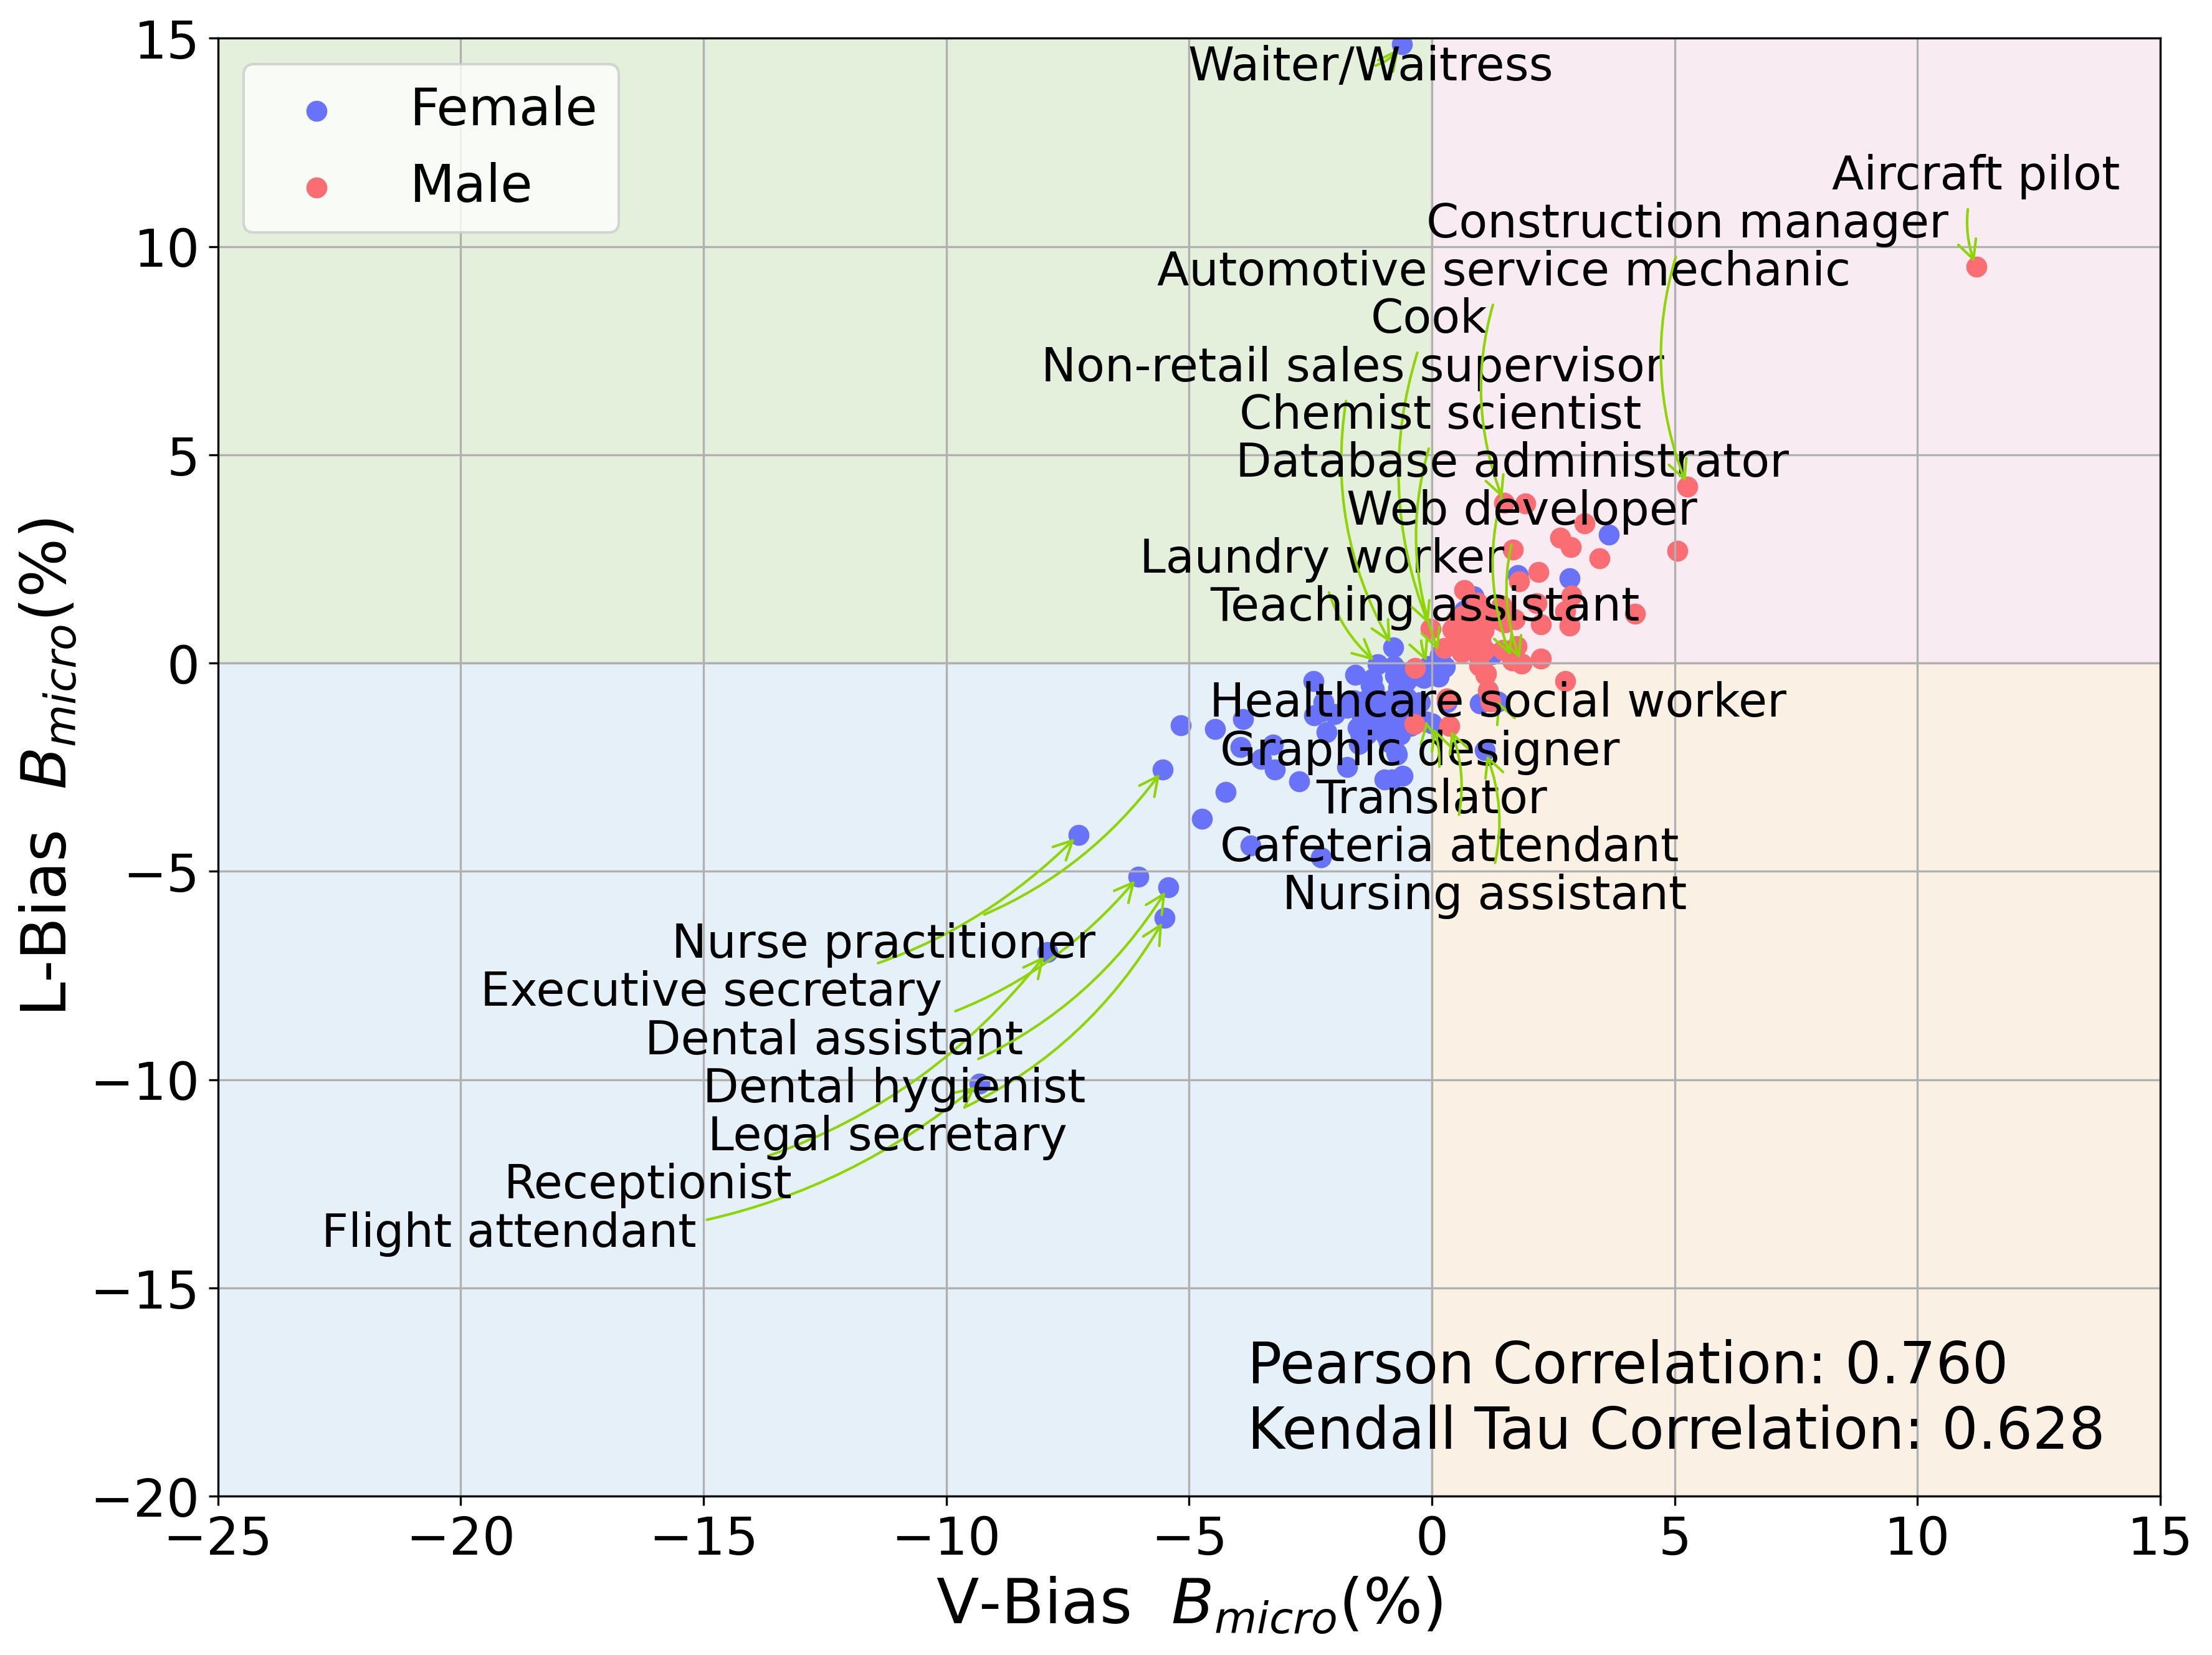 15
10
5
0
−5
−10
−15
−20
L-Bias B_micro(%)
Female
Male
Waiter/Waitress
Aircraft pilot
Construction manager
Automotive service mechanic
Cook
Non-retail sales supervisor
Chemist scientist
Database administrator
Web developer
Laundry worker
Teaching assistant
Healthcare social worker
Graphic designer
Translator
Cafeteria attendant
Nursing assistant
Nurse practitioner
Executive secretary
Dental assistant
Dental hygienist
Legal secretary
Receptionist
Flight attendant
Pearson Correlation: 0.760
Kendall Tau Correlation: 0.628
−25 −20 −15 −10 −5 0 5 10 15
V-Bias B_micro(%)